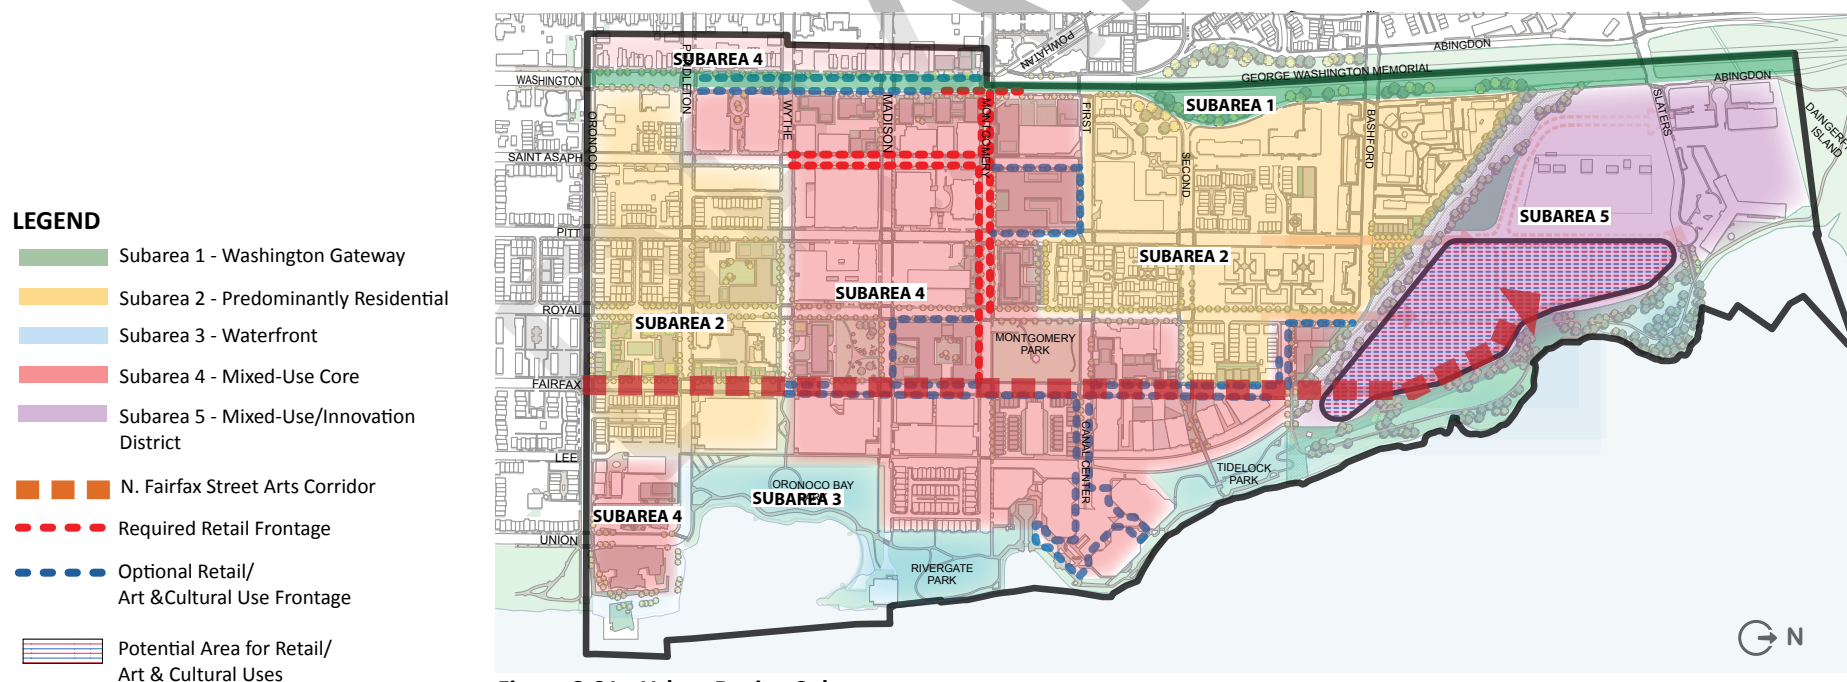 LEGEND
Subarea 1 - Washington Gateway
Subarea 2 - Predominantly Residential
Subarea 3 - Waterfront
Subarea 4 - Mixed-Use Core
Subarea 5 - Mixed-Use/Innovation
District
N. Fairfax Street Arts Corridor
Required Retail Frontage
Optional Retail/
Art &Cultural Use Frontage
Potential Area for Retail/
Art & Cultural Uses
POWHATAN
ABINGDON
SUBAREA 4
PENDLETON
WASHINGTON
GEORGE WASHINGTON MEMORIAL
ABINGDON
SUBAREA 1
ORONOCO
WYTHE
MADISON
MONTGOMERY
FIRST
SECOND
BASHFORD
SLATERS
DAINGERFIELD
ISLAND
SAINT ASAPH
SUBAREA 5
PITT
SUBAREA 2
SUBAREA 4
ROYAL
SUBAREA 2
MONTGOMERY
PARK
FAIRFAX
CANAL CENTER
LEE
TIDELOCK
PARK
ORONOCO BAY
SUBAREA 3
SUBAREA 4
UNION
RIVERGATE
PARK
N